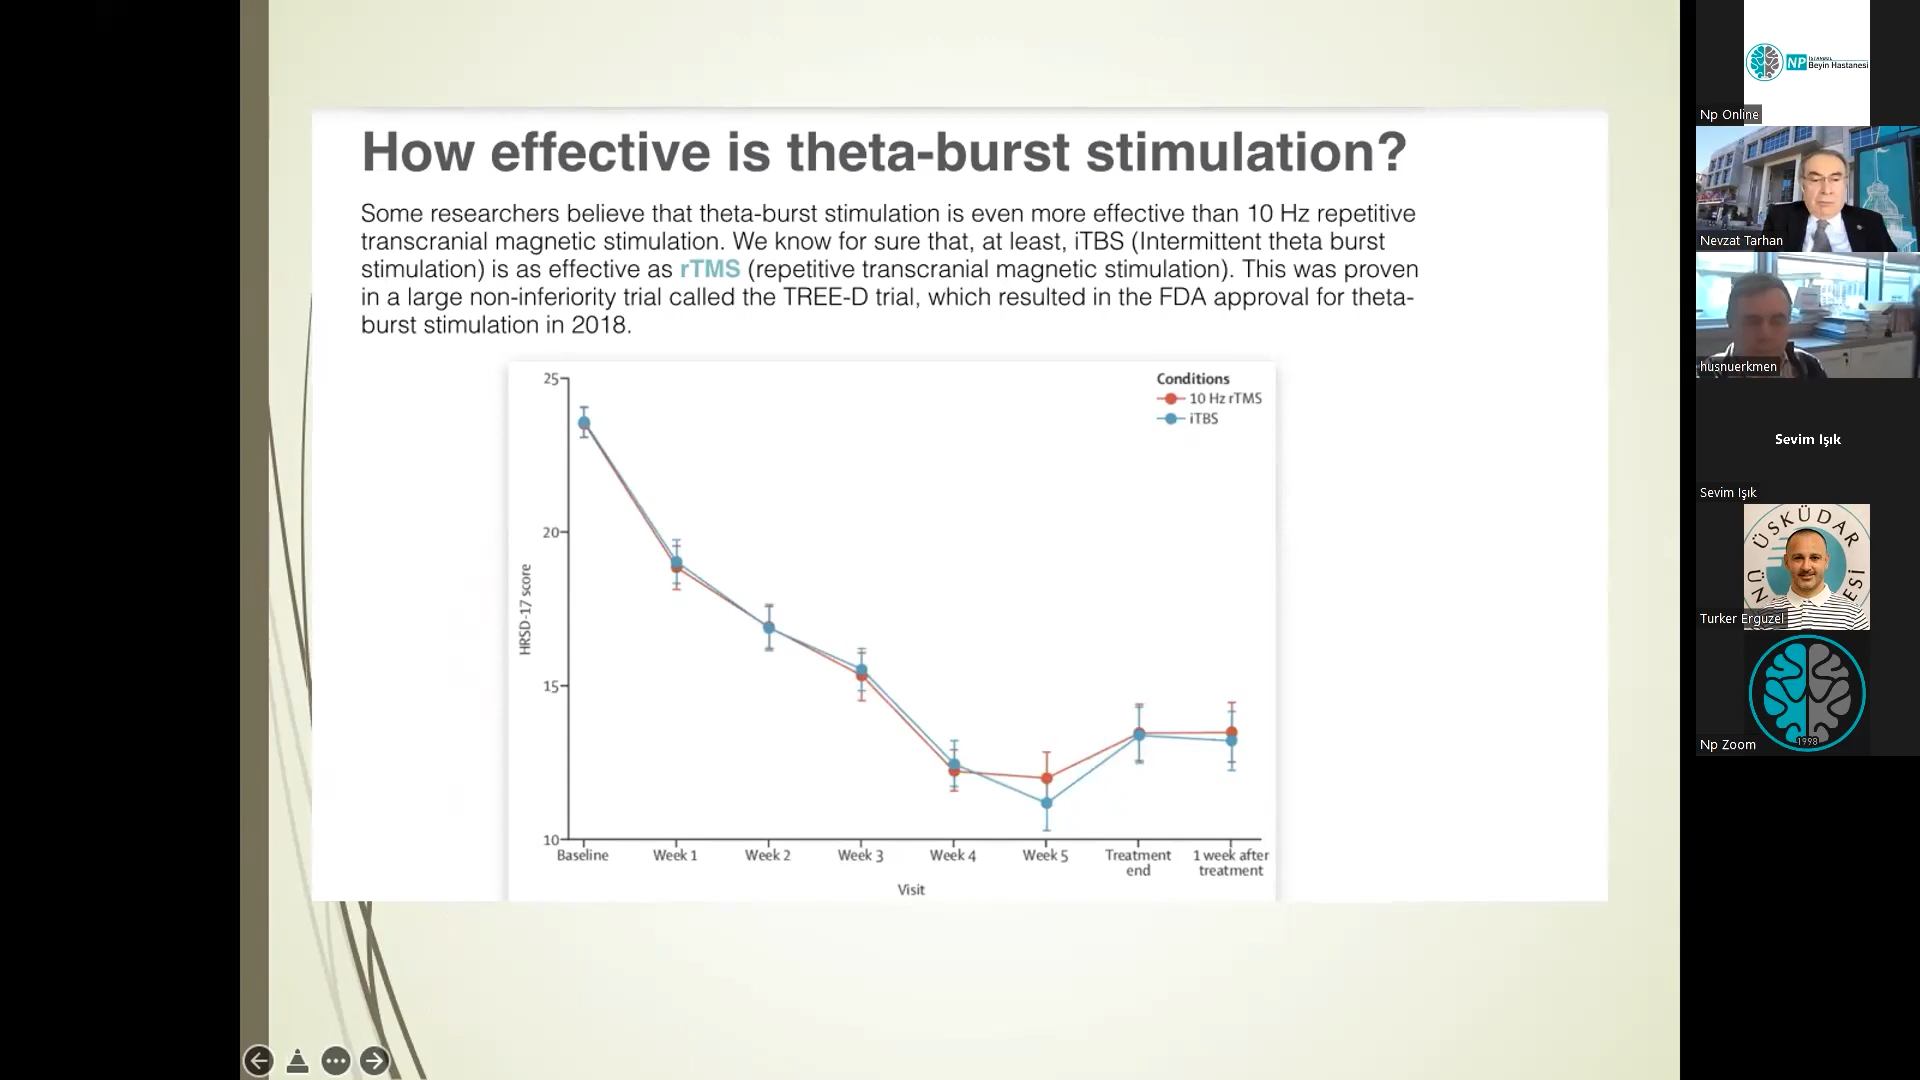 How effective is theta-burst stimulation?
Some researchers believe that theta-burst stimulation is even more effective than 10 Hz repetitive
transcranial magnetic stimulation. We know for sure that, at least, iTBS (Intermittent theta burst
stimulation) is as effective as rTMS (repetitive transcranial magnetic stimulation). This was proven
in a large non-inferiority trial called the TREE-D trial, which resulted in the FDA approval for theta-
burst stimulation in 2018.
Conditions
10 Hz rTMS
iTBS
HRSD-17 score
25
20
15
10
Baseline
Week 1
Week 2
Week 3
Week 4
Week 5
Treatment
end
1 week after
treatment
Visit
NP
İSTANBUL
Beyin Hastanesi
Np Online
Nevzat Tarhan
husnuerkmen
Sevim Işık
Sevim Işık
ÜSKÜDAR
ÜN
ESİ
Turker Erguzel
1998
Np Zoom